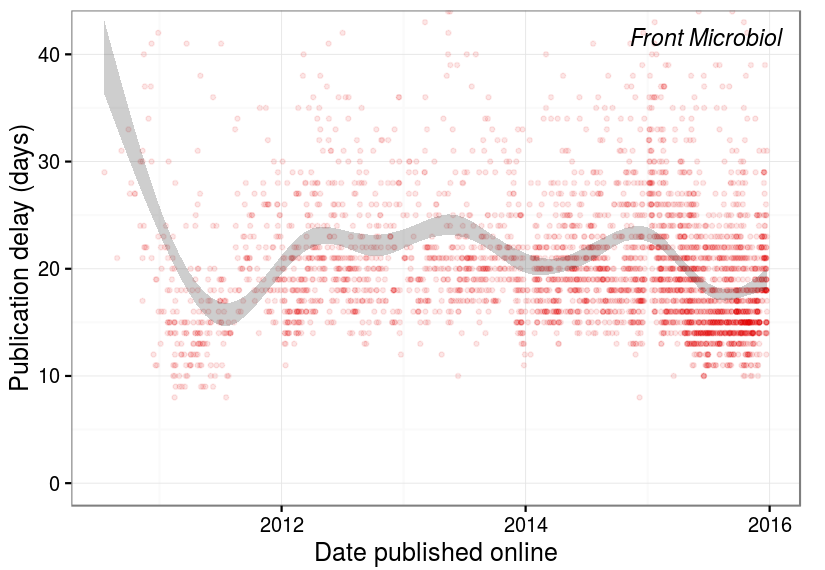 Front Microbiol
Publication delay (days)
40
30
20
10
0
2012
2014
2016
Date published online